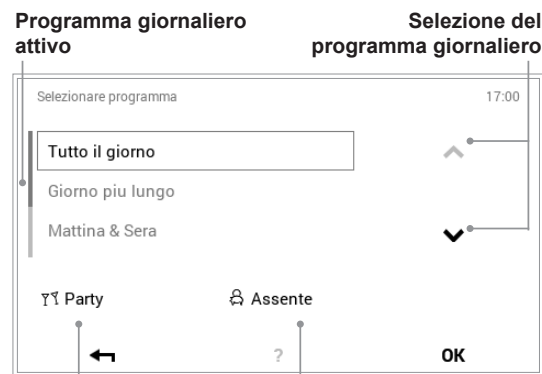 Programma giornaliero
attivo
Selezione del
programma giornaliero
Selezionare programma
17:00
Tutto il giorno
Giorno piu lungo
Mattina & Sera
Party
Assente
?
OK